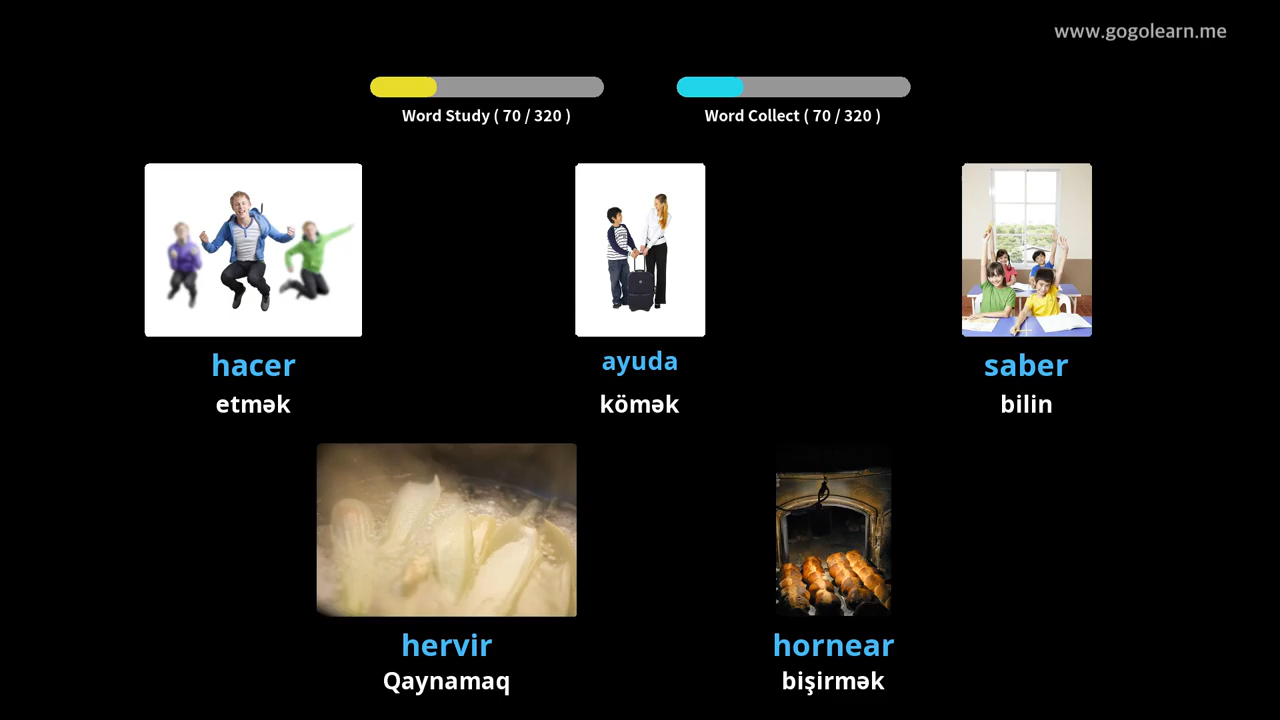 www.gogolearn.me
Word Study ( 70 / 320 )
Word Collect ( 70 / 320 )
hacer
etmək
ayuda
kömək
saber
bilin
hervir
Qaynamaq
hornear
bişirmək